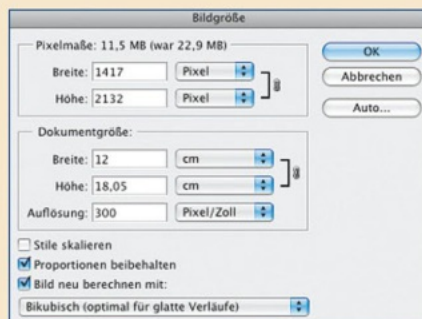 Bildgröße
Pixelmaße: 11,5 MB (war 22,9 MB)
OK
Breite: 1417 Pixel
Abbrechen
Höhe: 2132 Pixel
Auto...
Dokumentgröße:
Breite: 12 cm
Höhe: 18,05 cm
Auflösung: 300 Pixel/Zoll
Stile skalieren
Proportionen beibehalten
Bild neu berechnen mit:
Bikubisch (optimal für glatte Verläufe)